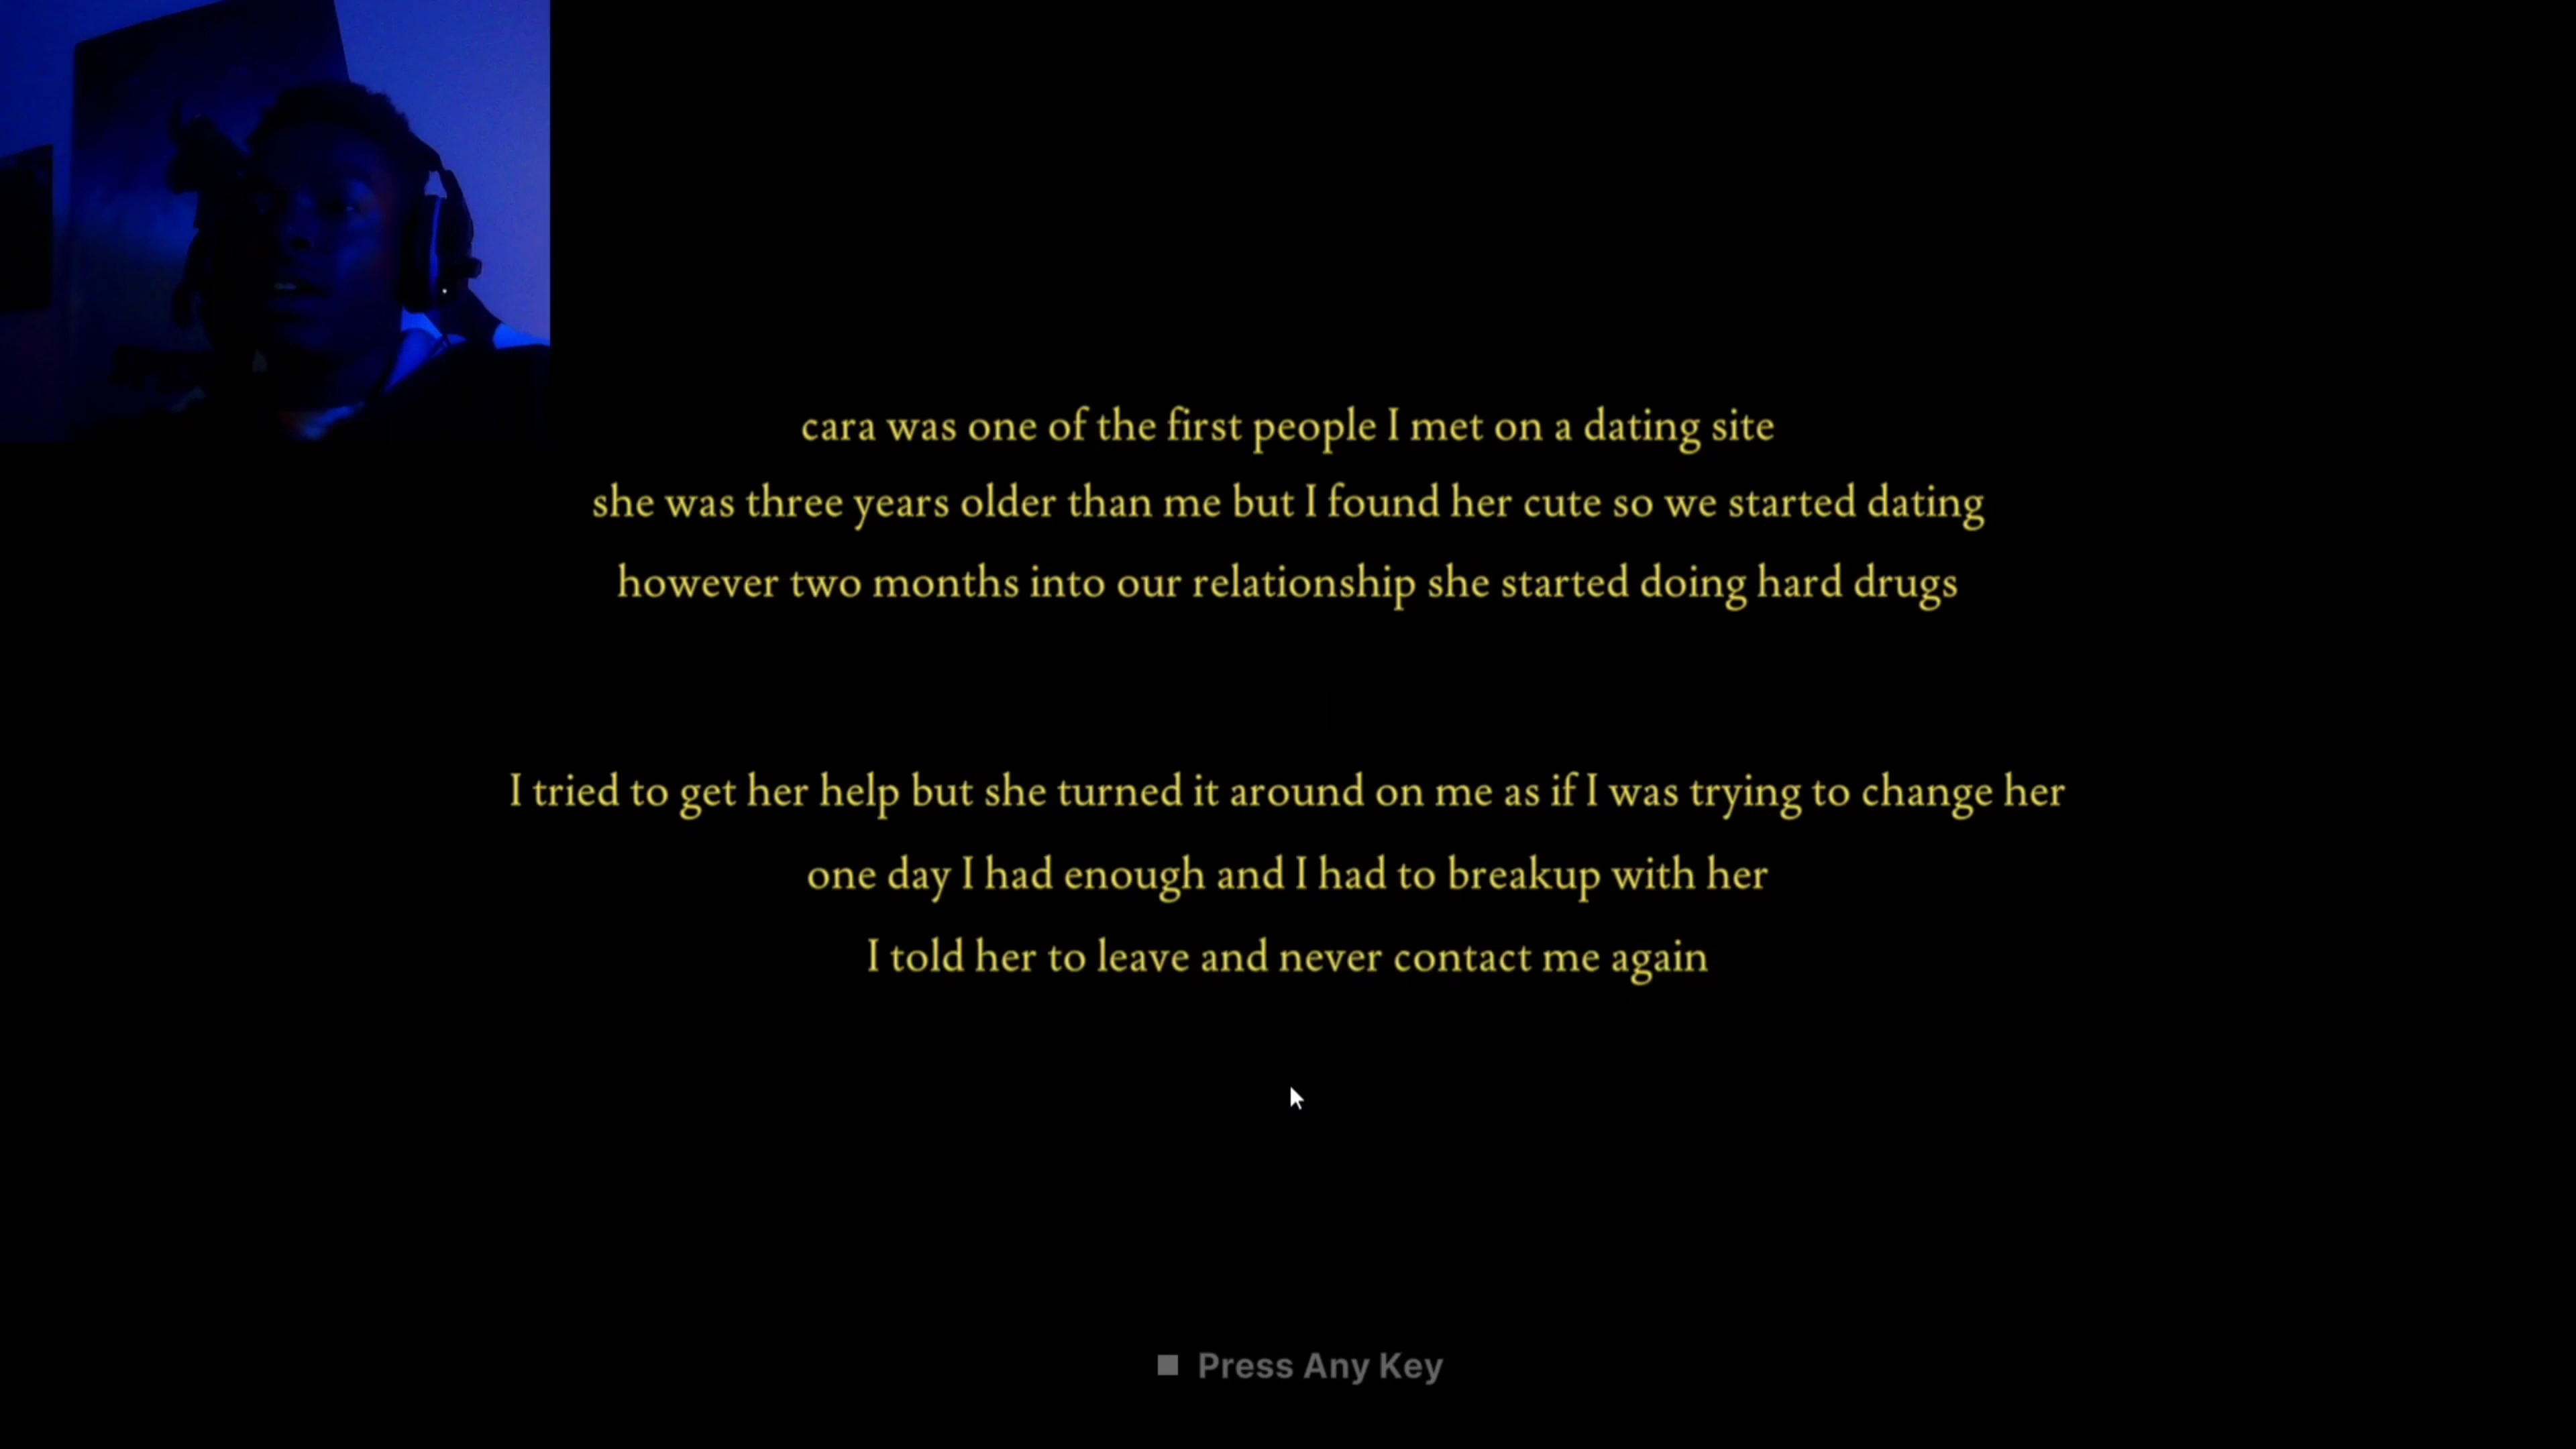 cara was one of the first people I met on a dating site
she was three years older than me but I found her cute so we started dating
however two months into our relationship she started doing hard drugs
I tried to get her help but she turned it around on me as if I was trying to change her
one day I had enough and I had to breakup with her
I told her to leave and never contact me again
Press Any Key